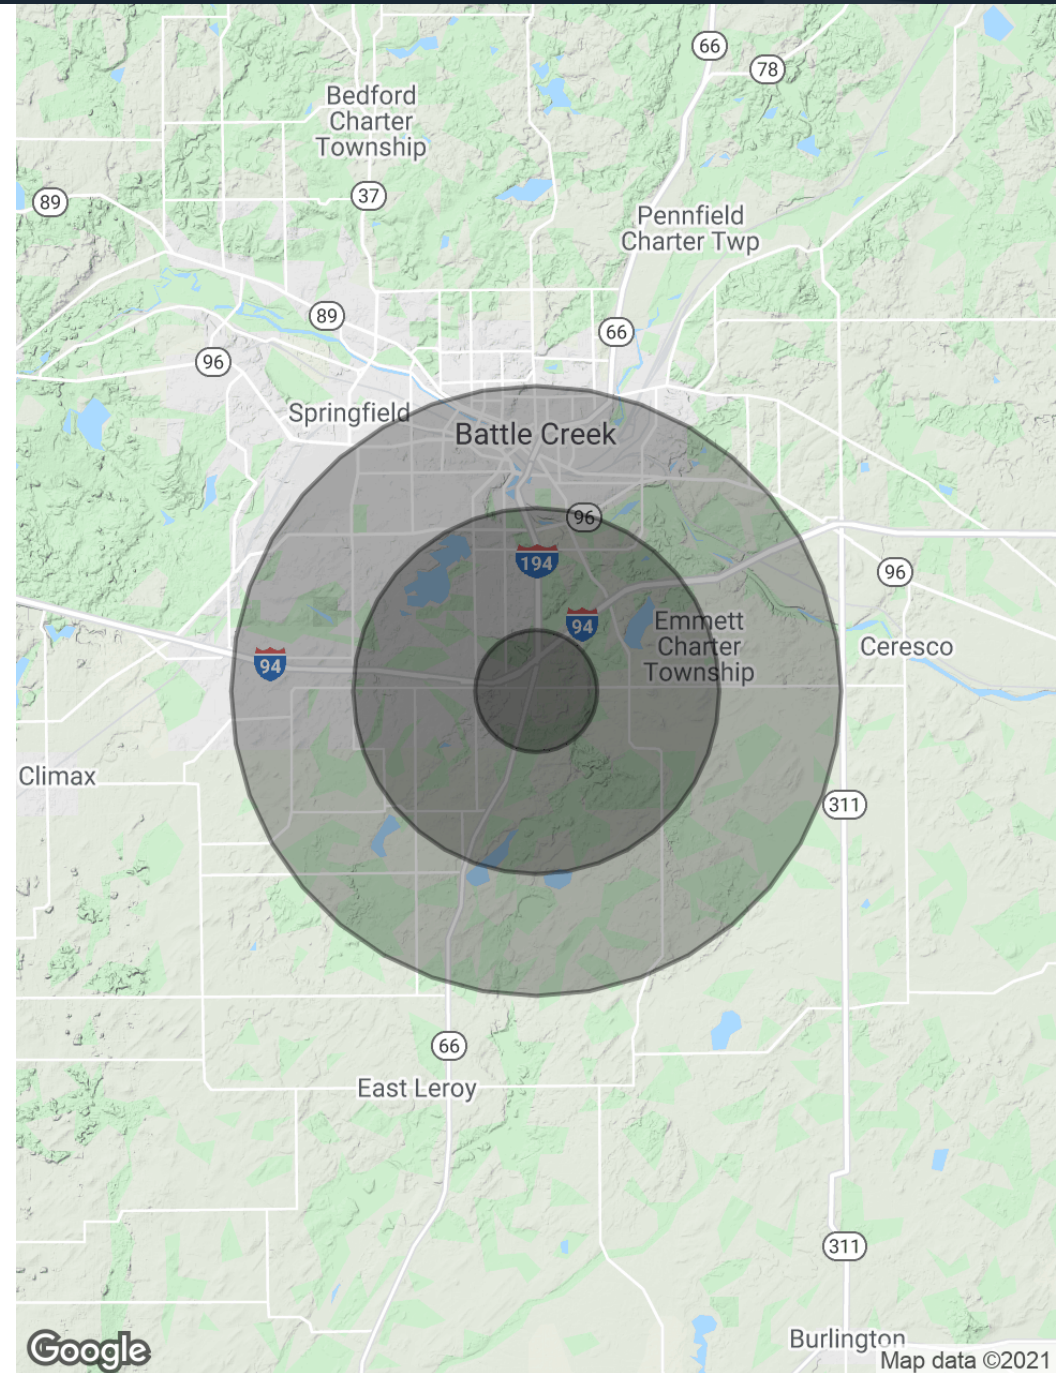 66
78
Bedford
Charter
Township
37
89
Pennfield
Charter Twp
89
66
96
Springfield
Battle Creek
96
194
96
94
Emmett
Charter
Township
Ceresco
94
Climax
311
66
East Leroy
311
Burlington
Google
Map data ©2021